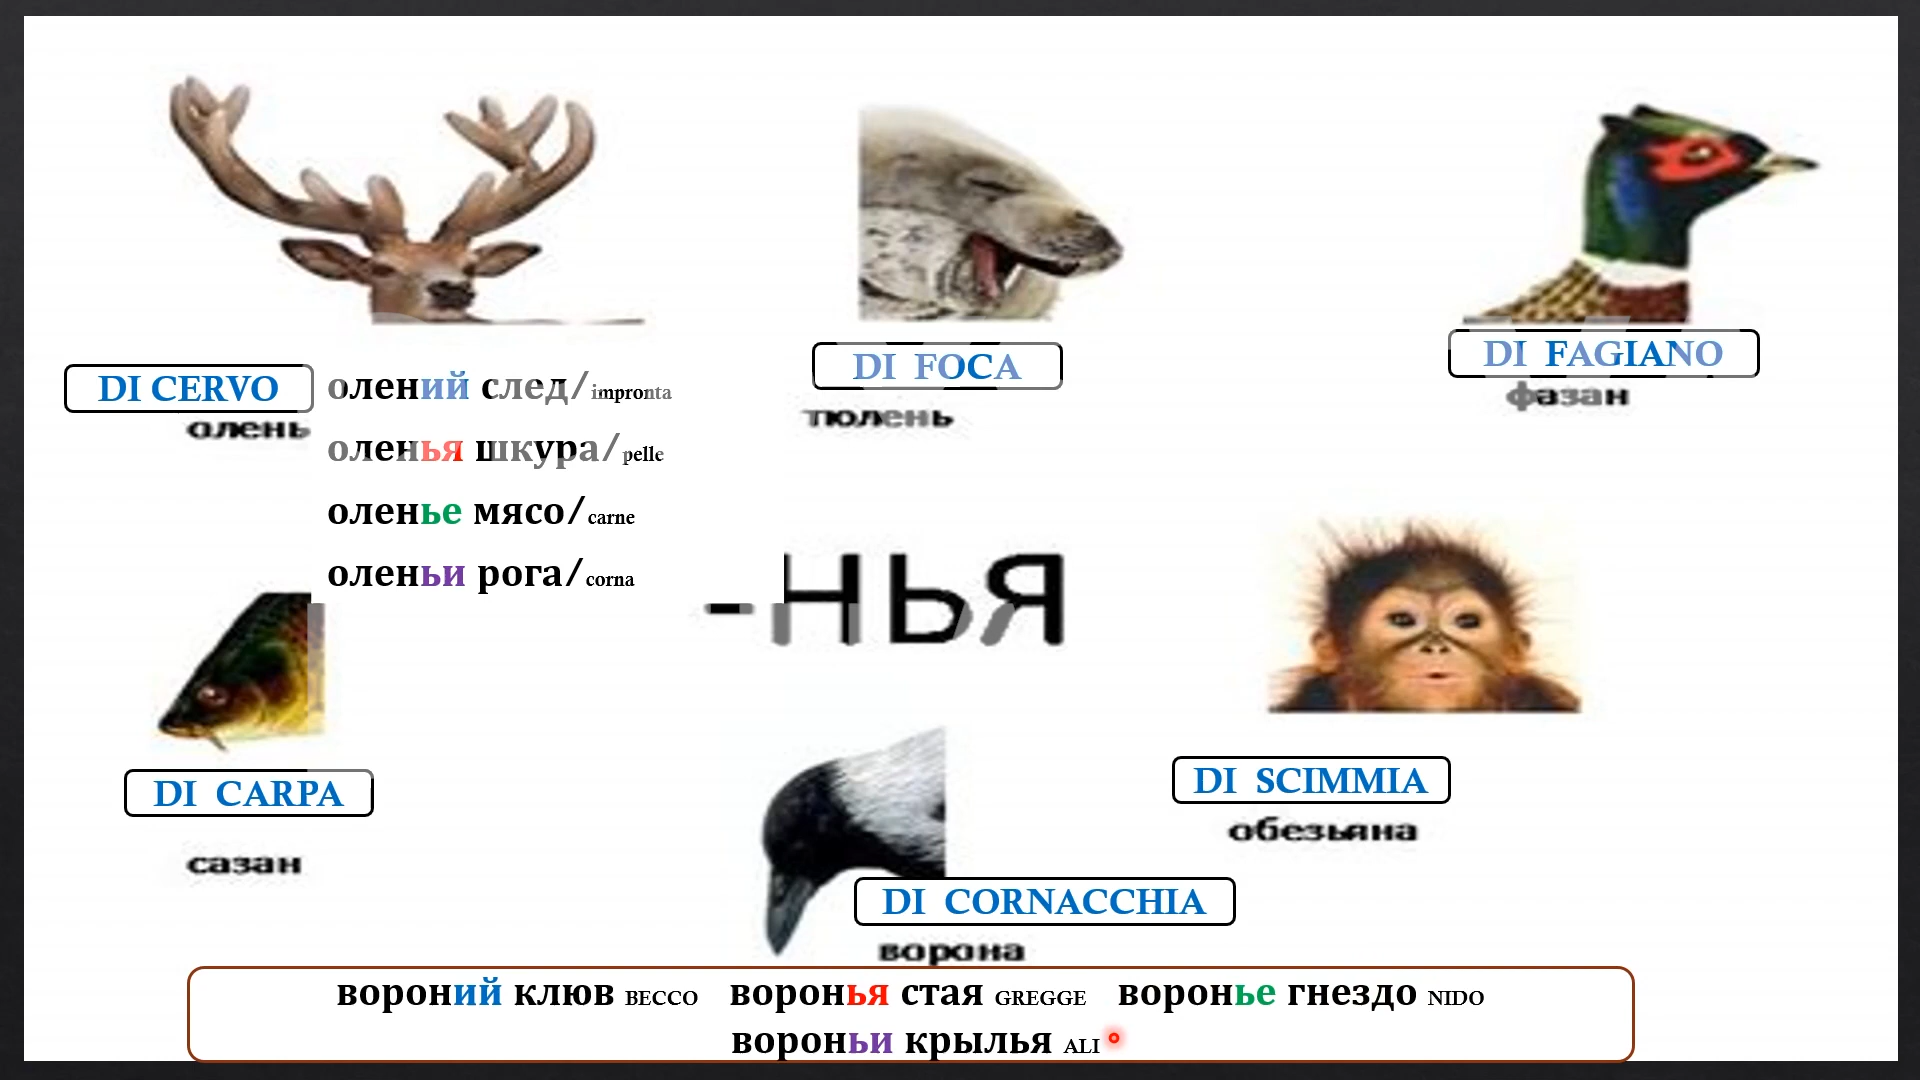 DI CERVO
олень
олений след/impronta
оленья шкура/pelle
оленье мясо/carne
оленьи рога/corna
DI FOCA
тюлень
DI FAGIANO
фазан
-НЬЯ
DI CARPA
сазан
DI SCIMMIA
обезьяна
DI CORNACCHIA
ворона
вороний клюв BECCO воронья стая GREGGE воронье гнездо NIDO
вороньи крылья ALI